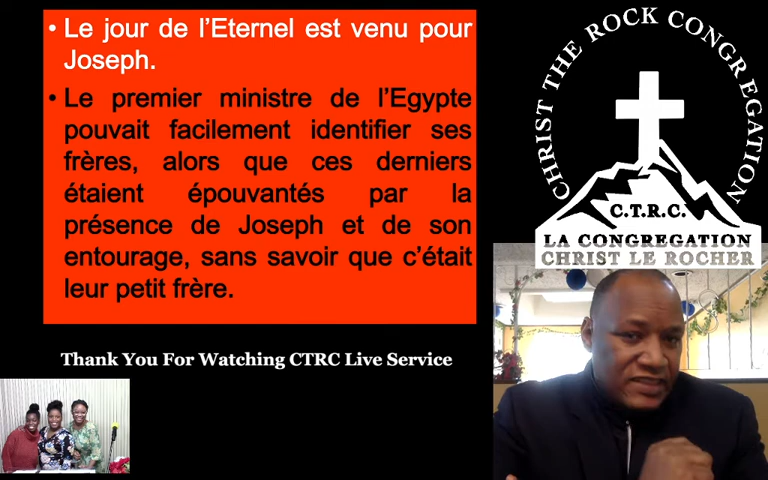 • Le jour de l’Eternel est venu pour
Joseph.
• Le premier ministre de l’Egypte
pouvait facilement identifier ses
frères, alors que ces derniers
étaient épouvantés par la
présence de Joseph et de son
entourage, sans savoir que c’était
leur petit frère.
CHRIST THE ROCK CONGREGATION
C.T.R.C.
LA CONGREGATION
CHRIST LE ROCHER
Thank You For Watching CTRC Live Service